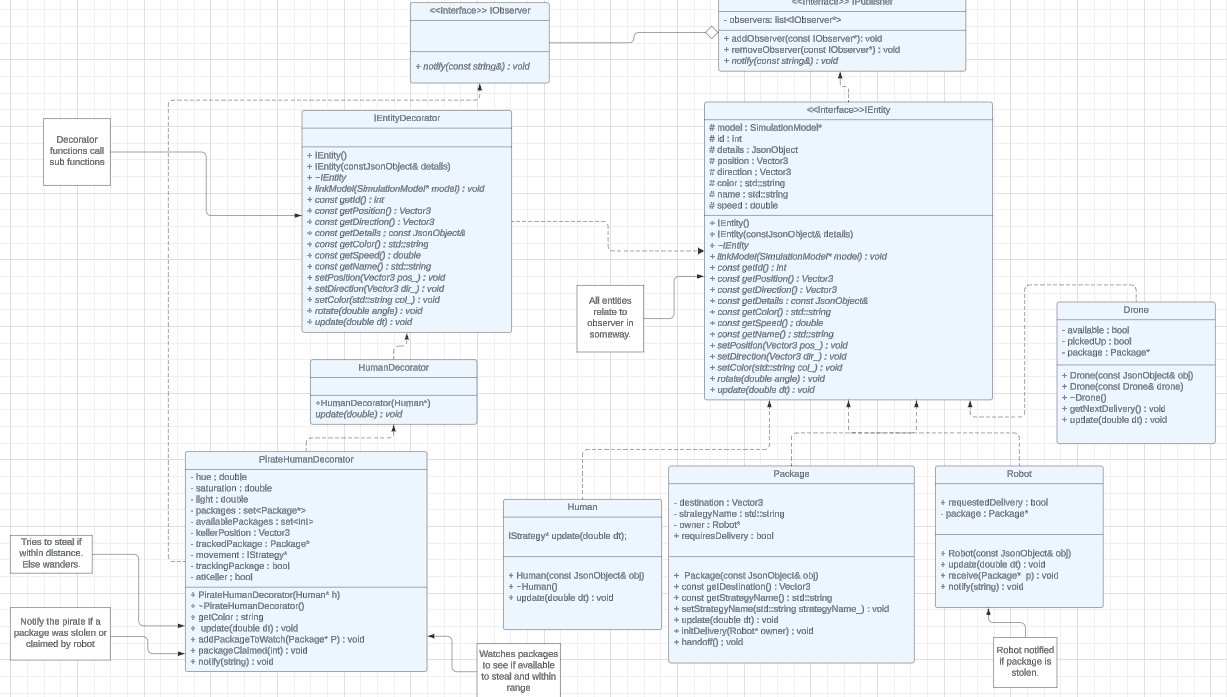 <<Interface>> IObserver
+ notify(const string&) : void
<<Interface>> IPublisher
- observers: list<IObserver*>
+ addObserver(const IObserver*): void
+ removeObserver(const IObserver*) : void
+ notify(const string&) : void
Decorator
functions call
sub functions
IEntityDecorator
+ IEntity()
+ IEntity(constJsonObject& details)
+ ~IEntity
+ linkModel(SimulationModel* model) : void
+ const getId() : int
+ const getPosition() : Vector3
+ const getDirection() : Vector3
+ const getDetails ; const JsonObject&
+ const getColor() ; std::string
+ const getSpeed() ; double
+ const getName() : std::string
+ setPosition(Vector3 pos_) : void
+ setDirection(Vector3 dir_) : void
+ setColor(std::string col_) : void
+ rotate(double angle) : void
+ update(double dt) : void
<<Interface>>IEntity
# model : SimulationModel*
# id : int
# details : JsonObject
# position : Vector3
# direction ; Vector3
# color ; std::string
# name : std::string
# speed : double
+ IEntity()
+ IEntity(constJsonObject& details)
+ ~IEntity
+ linkModel(SimulationModel* model) : void
+ const getId() : int
+ const getPosition() : Vector3
+ const getDirection() : Vector3
+ const getDetails : const JsonObject&
+ const getColor() : std::string
+ const getSpeed() ; double
+ const getName() : std::string
+ setPosition(Vector3 pos_) : void
+ setDirection(Vector3 dir_) : void
+ setColor(std::string col_) : void
+ rotate(double angle) : void
+ update(double dt) : void
All entities
relate to
observer in
someway.
Drone
- available ; bool
- pickedUp : bool
- package : Package*
+ Drone(const JsonObject& obj)
+ Drone(const Drone& drone)
+ ~Drone()
+ getNextDelivery() : void
+ update(double dt) : void
HumanDecorator
+HumanDecorator(Human*)
update(double) ; void
PirateHumanDecorator
- hue ; double
- saturation : double
- light : double
- packages : set<Package*>
- availablePackages : set<int>
- kellerPosition : Vector3
- trackedPackage : Package*
- movement : IStrategy*
- trackingPackage : bool
- atKeller ; bool
+ PirateHumanDecorator(Human* h)
+ ~PirateHumanDecorator()
+ getColor : string
+ update(double dt) : void
+ addPackageToWatch(Package* P) : void
+ packageClaimed(int) : void
+ notify(string) : void
Tries to steal if
within distance.
Else wanders.
Notify the pirate if a
package was stolen or
claimed by robot
Watches packages
to see if available
to steal and within
range
Human
IStrategy* update(double dt);
+ Human(const JsonObject& obj)
+ ~Human()
+ update(double dt) : void
Package
- destination : Vector3
- strategyName : std::string
- owner : Robot*
+ requiresDelivery : bool
+ Package(const JsonObject& obj)
+ const getDestination() : Vector3
+ const getStrategyName() : std::string
+ setStrategyName(std::string strategyName_) : void
+ update(double dt) : void
+ initDelivery(Robot* owner) ; void
+ handoff() ; void
Robot
+ requestedDelivery : bool
- package : Package*
+ Robot(const JsonObject& obj)
+ update(double dt) : void
+ receive(Package* p) : void
+ notify(string) : void
Robot notified
if package is
stolen.